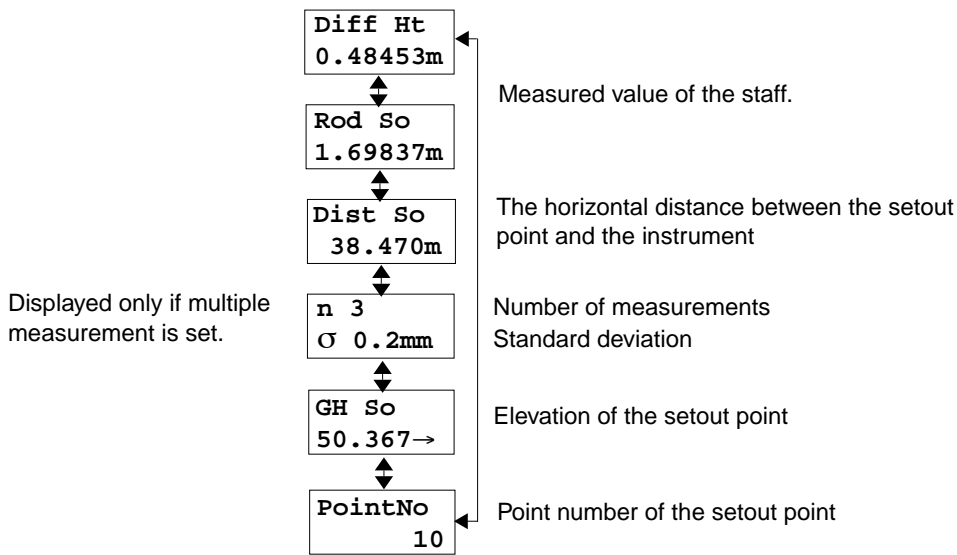 Diff Ht
0.48453m
Measured value of the staff.
Rod So
1.69837m
Dist So
38.470m
The horizontal distance between the setout
point and the instrument
Displayed only if multiple
measurement is set.
n 3
σ 0.2mm
Number of measurements
Standard deviation
GH So
50.367→
Elevation of the setout point
PointNo
10
Point number of the setout point